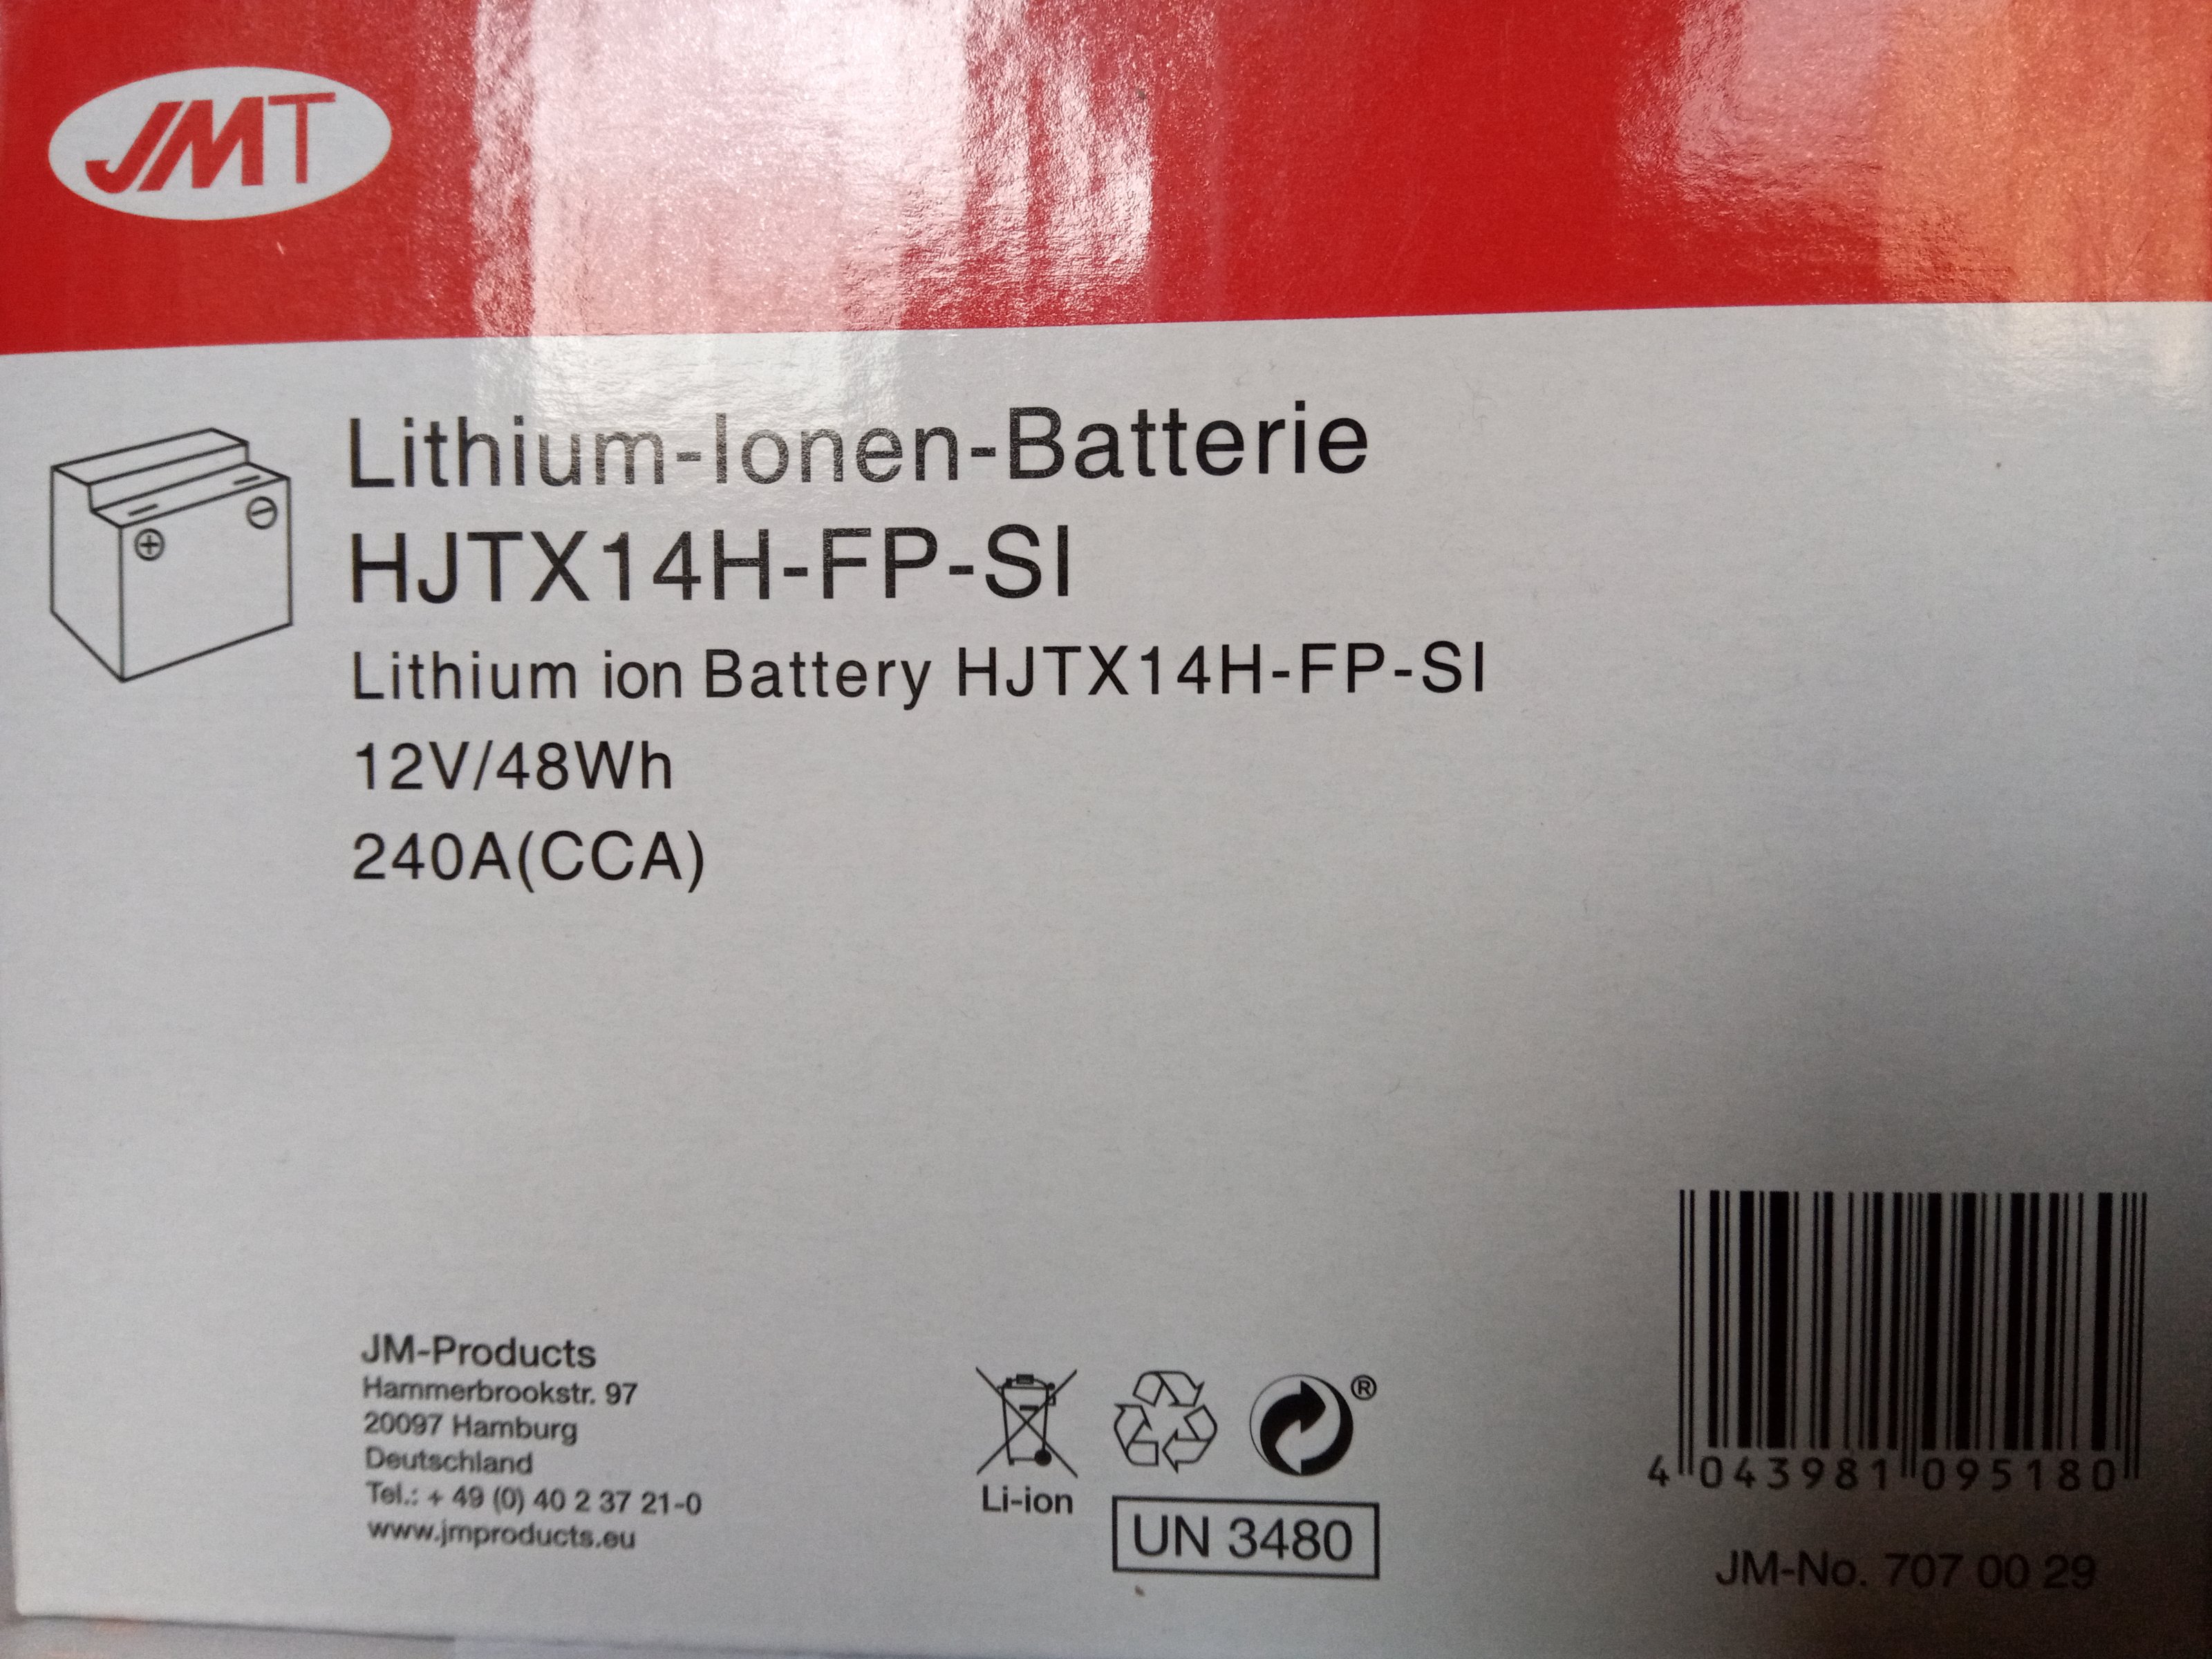 JMT
Lithium-Ionen-Batterie
HJTX14H-FP-SI
Lithium ion Battery HJTX14H-FP-SI
12V/48Wh
240A(CCA)
JM-Products
Hammerbrookstr. 97
20097 Hamburg
Deutschland
Tel.: + 49 (0) 40 2 37 21-0
www.jmproducts.eu
Li-ion
®
UN 3480
4 043981 095180
JM-No. 707 00 29